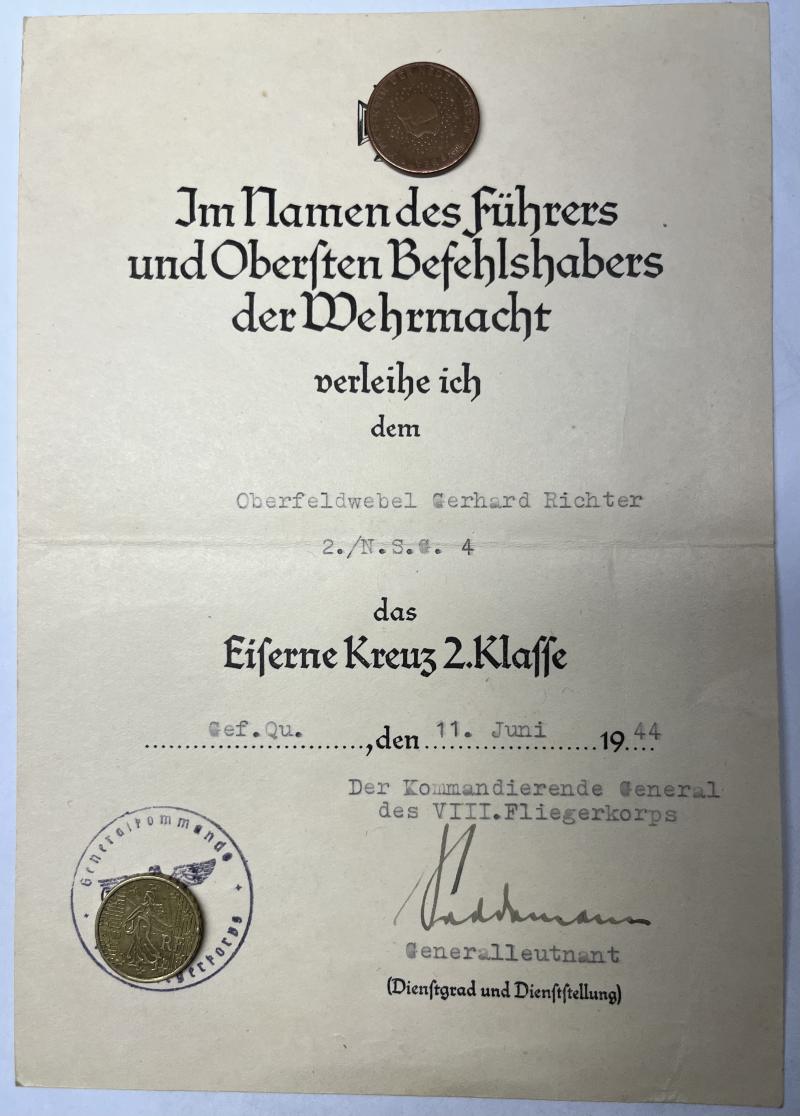 Im Namen des Führers
und Oberſten Befehlshabers
der Wehrmacht
verleihe ich
dem
Oberfeldwebel Gerhard Richter
2./N.S.G. 4
das
Eiſerne Kreuz 2. Klaſſe
Gef.Qu. , den 11. Juni 1944
Der Kommandierende General
des VIII.Fliegerkorps
Generalleutnant
(Dienſtgrad und Dienſtſtellung)
Generalkommando
RF